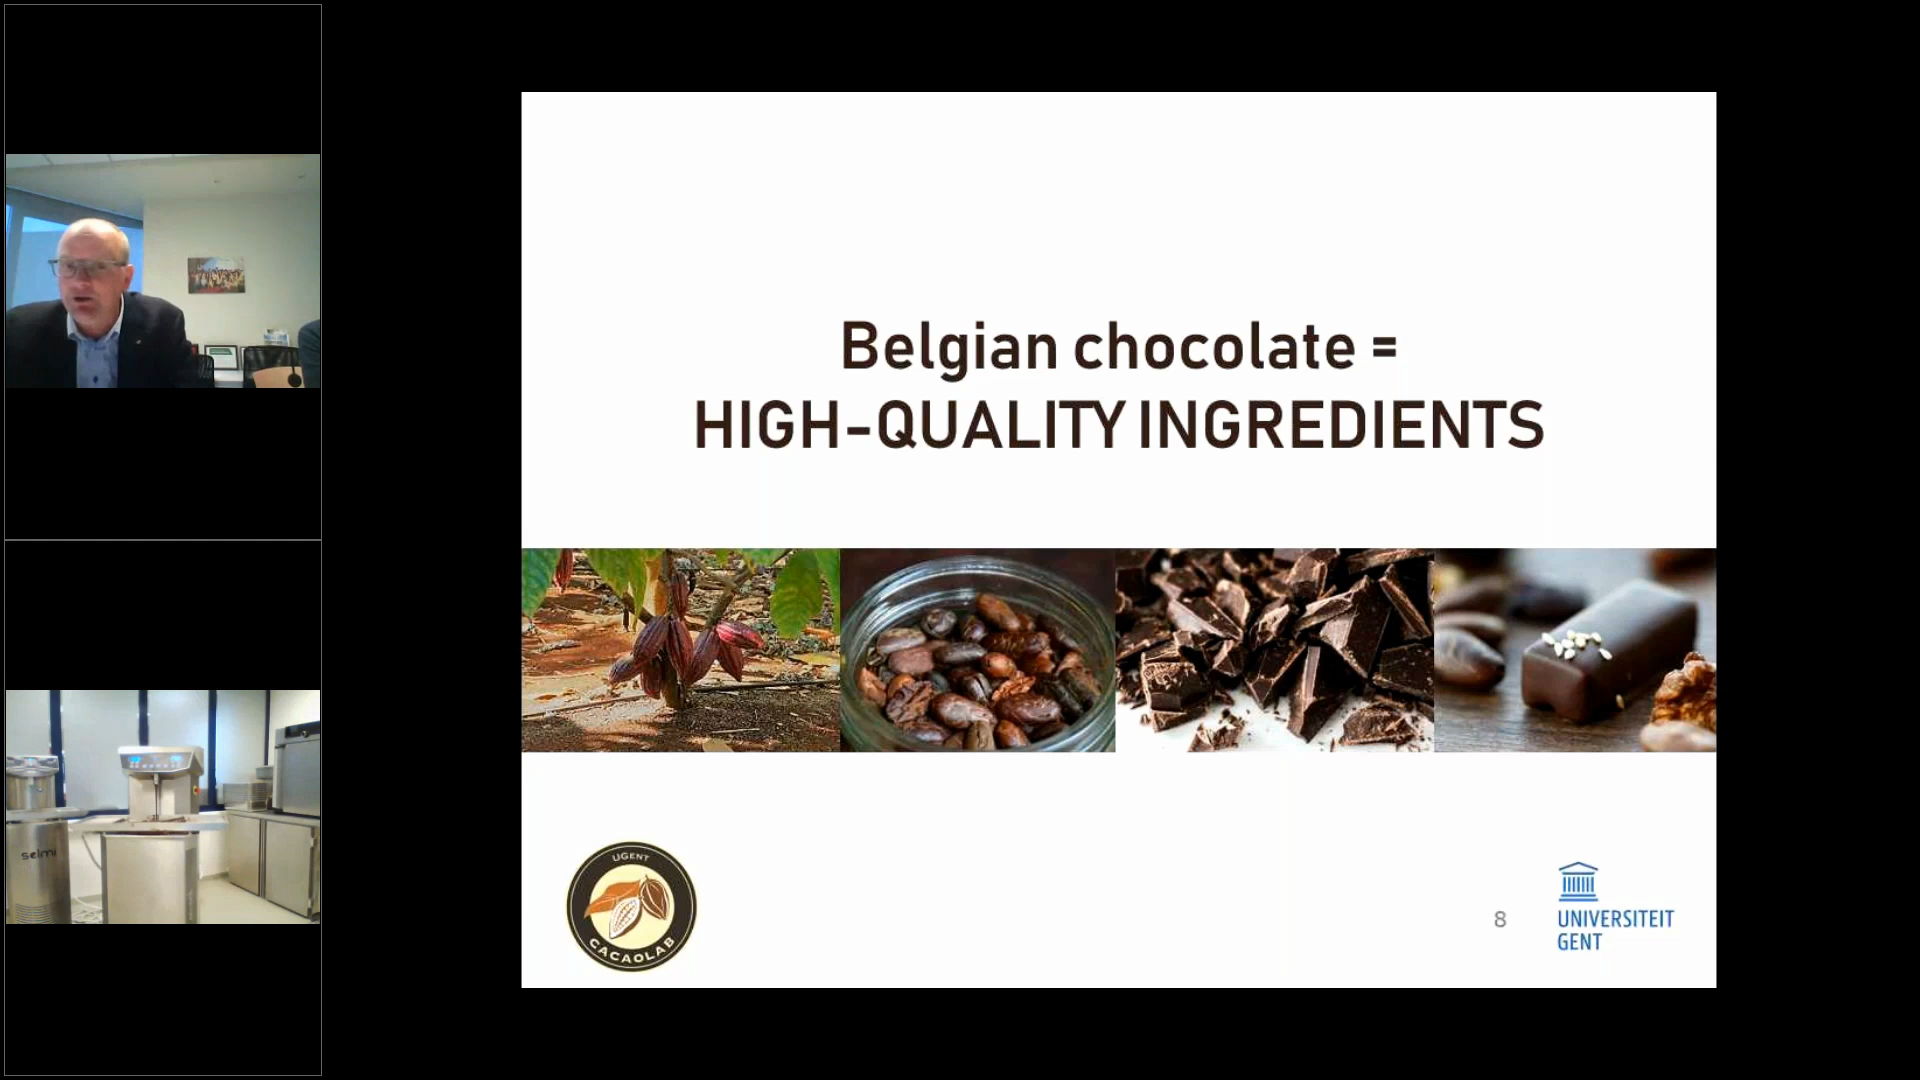 Belgian chocolate =
HIGH-QUALITY INGREDIENTS
selmi
UGENT
CACAOLAB
8
UNIVERSITEIT
GENT